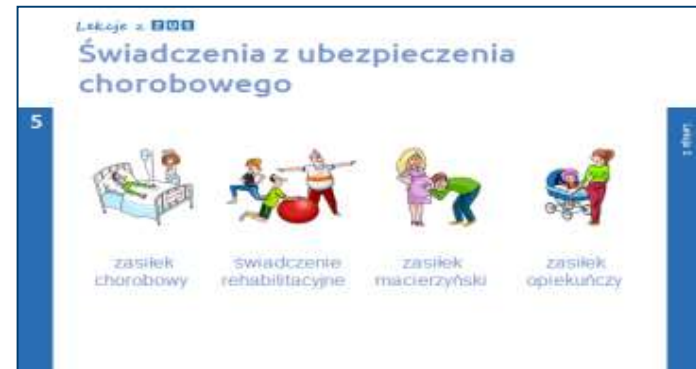 Lekcje z ZUS
Świadczenia z ubezpieczenia
chorobowego
5
zasiłek
chorobowy
świadczenie
rehabilitacyjne
zasiłek
macierzyński
zasiłek
opiekuńczy